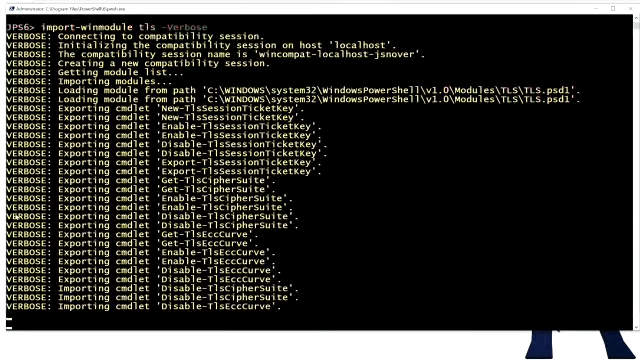 Administrator: C:\Program Files\PowerShell\6\pwsh.exe
JPS6> import-winmodule tls -Verbose
VERBOSE: Connecting to compatibility session.
VERBOSE: Initializing the compatibility session on host 'localhost'.
VERBOSE: The compatibility session name is 'wincompat-localhost-jsnover'.
VERBOSE: Creating a new compatibility session.
VERBOSE: Getting module list...
VERBOSE: Importing modules...
VERBOSE: Loading module from path 'C:\WINDOWS\system32\WindowsPowerShell\v1.0\Modules\TLS\TLS.psd1'.
VERBOSE: Loading module from path 'C:\WINDOWS\system32\WindowsPowerShell\v1.0\Modules\TLS\TLS.psd1'.
VERBOSE: Exporting cmdlet 'New-TlsSessionTicketKey'.
VERBOSE: Exporting cmdlet 'New-TlsSessionTicketKey'.
VERBOSE: Exporting cmdlet 'Enable-TlsSessionTicketKey'.
VERBOSE: Exporting cmdlet 'Enable-TlsSessionTicketKey'.
VERBOSE: Exporting cmdlet 'Disable-TlsSessionTicketKey'.
VERBOSE: Exporting cmdlet 'Disable-TlsSessionTicketKey'.
VERBOSE: Exporting cmdlet 'Export-TlsSessionTicketKey'.
VERBOSE: Exporting cmdlet 'Export-TlsSessionTicketKey'.
VERBOSE: Exporting cmdlet 'Get-TlsCipherSuite'.
VERBOSE: Exporting cmdlet 'Get-TlsCipherSuite'.
VERBOSE: Exporting cmdlet 'Enable-TlsCipherSuite'.
VERBOSE: Exporting cmdlet 'Enable-TlsCipherSuite'.
VERBOSE: Exporting cmdlet 'Disable-TlsCipherSuite'.
VERBOSE: Exporting cmdlet 'Disable-TlsCipherSuite'.
VERBOSE: Exporting cmdlet 'Get-TlsEccCurve'.
VERBOSE: Exporting cmdlet 'Get-TlsEccCurve'.
VERBOSE: Exporting cmdlet 'Enable-TlsEccCurve'.
VERBOSE: Exporting cmdlet 'Enable-TlsEccCurve'.
VERBOSE: Exporting cmdlet 'Disable-TlsEccCurve'.
VERBOSE: Exporting cmdlet 'Disable-TlsEccCurve'.
VERBOSE: Importing cmdlet 'Disable-TlsCipherSuite'.
VERBOSE: Importing cmdlet 'Disable-TlsCipherSuite'.
VERBOSE: Importing cmdlet 'Disable-TlsEccCurve'.